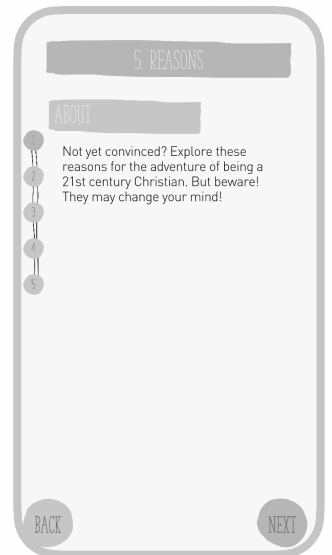 5. REASONS
ABOUT
1
Not yet convinced? Explore these
reasons for the adventure of being a
21st century Christian. But beware!
They may change your mind!
2
3
4
5
BACK
NEXT